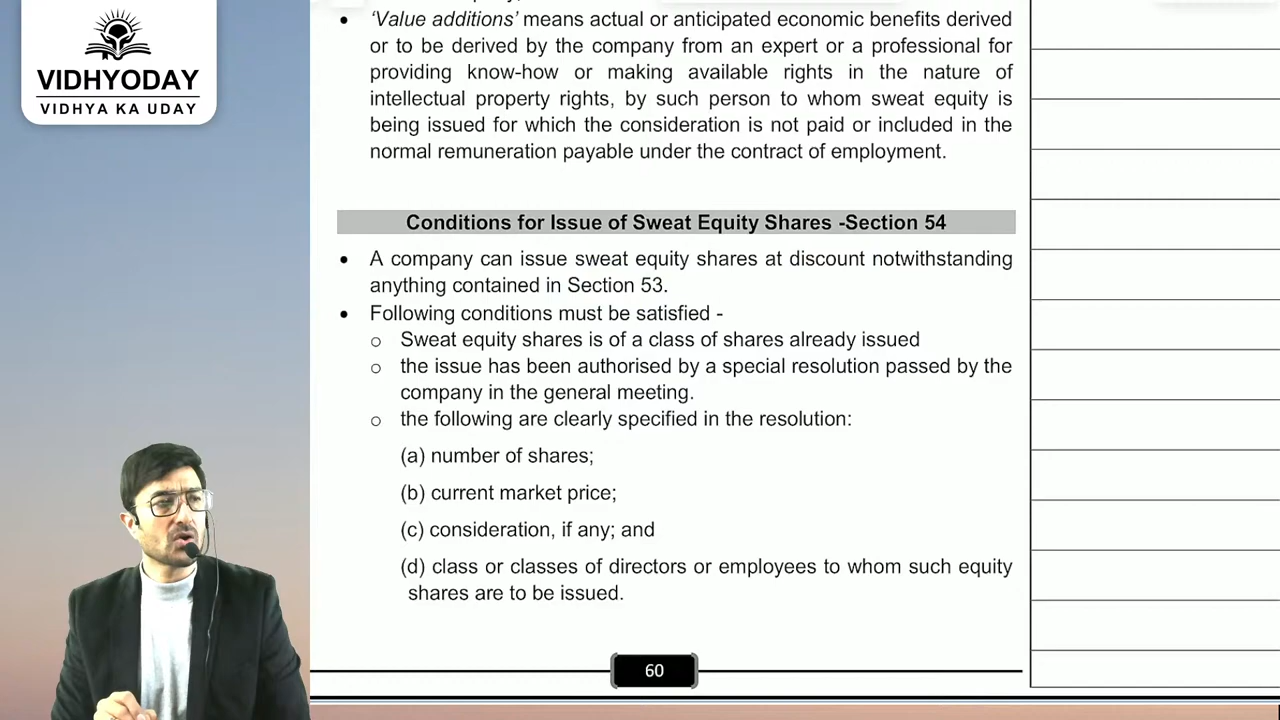 VIDHYODAY
VIDHYA KA UDAY
• 'Value additions' means actual or anticipated economic benefits derived
or to be derived by the company from an expert or a professional for
providing know-how or making available rights in the nature of
intellectual property rights, by such person to whom sweat equity is
being issued for which the consideration is not paid or included in the
normal remuneration payable under the contract of employment.
Conditions for Issue of Sweat Equity Shares -Section 54
• A company can issue sweat equity shares at discount notwithstanding
anything contained in Section 53.
• Following conditions must be satisfied -
o Sweat equity shares is of a class of shares already issued
o the issue has been authorised by a special resolution passed by the
company in the general meeting.
o the following are clearly specified in the resolution:
(a) number of shares;
(b) current market price;
(c) consideration, if any; and
(d) class or classes of directors or employees to whom such equity
shares are to be issued.
60